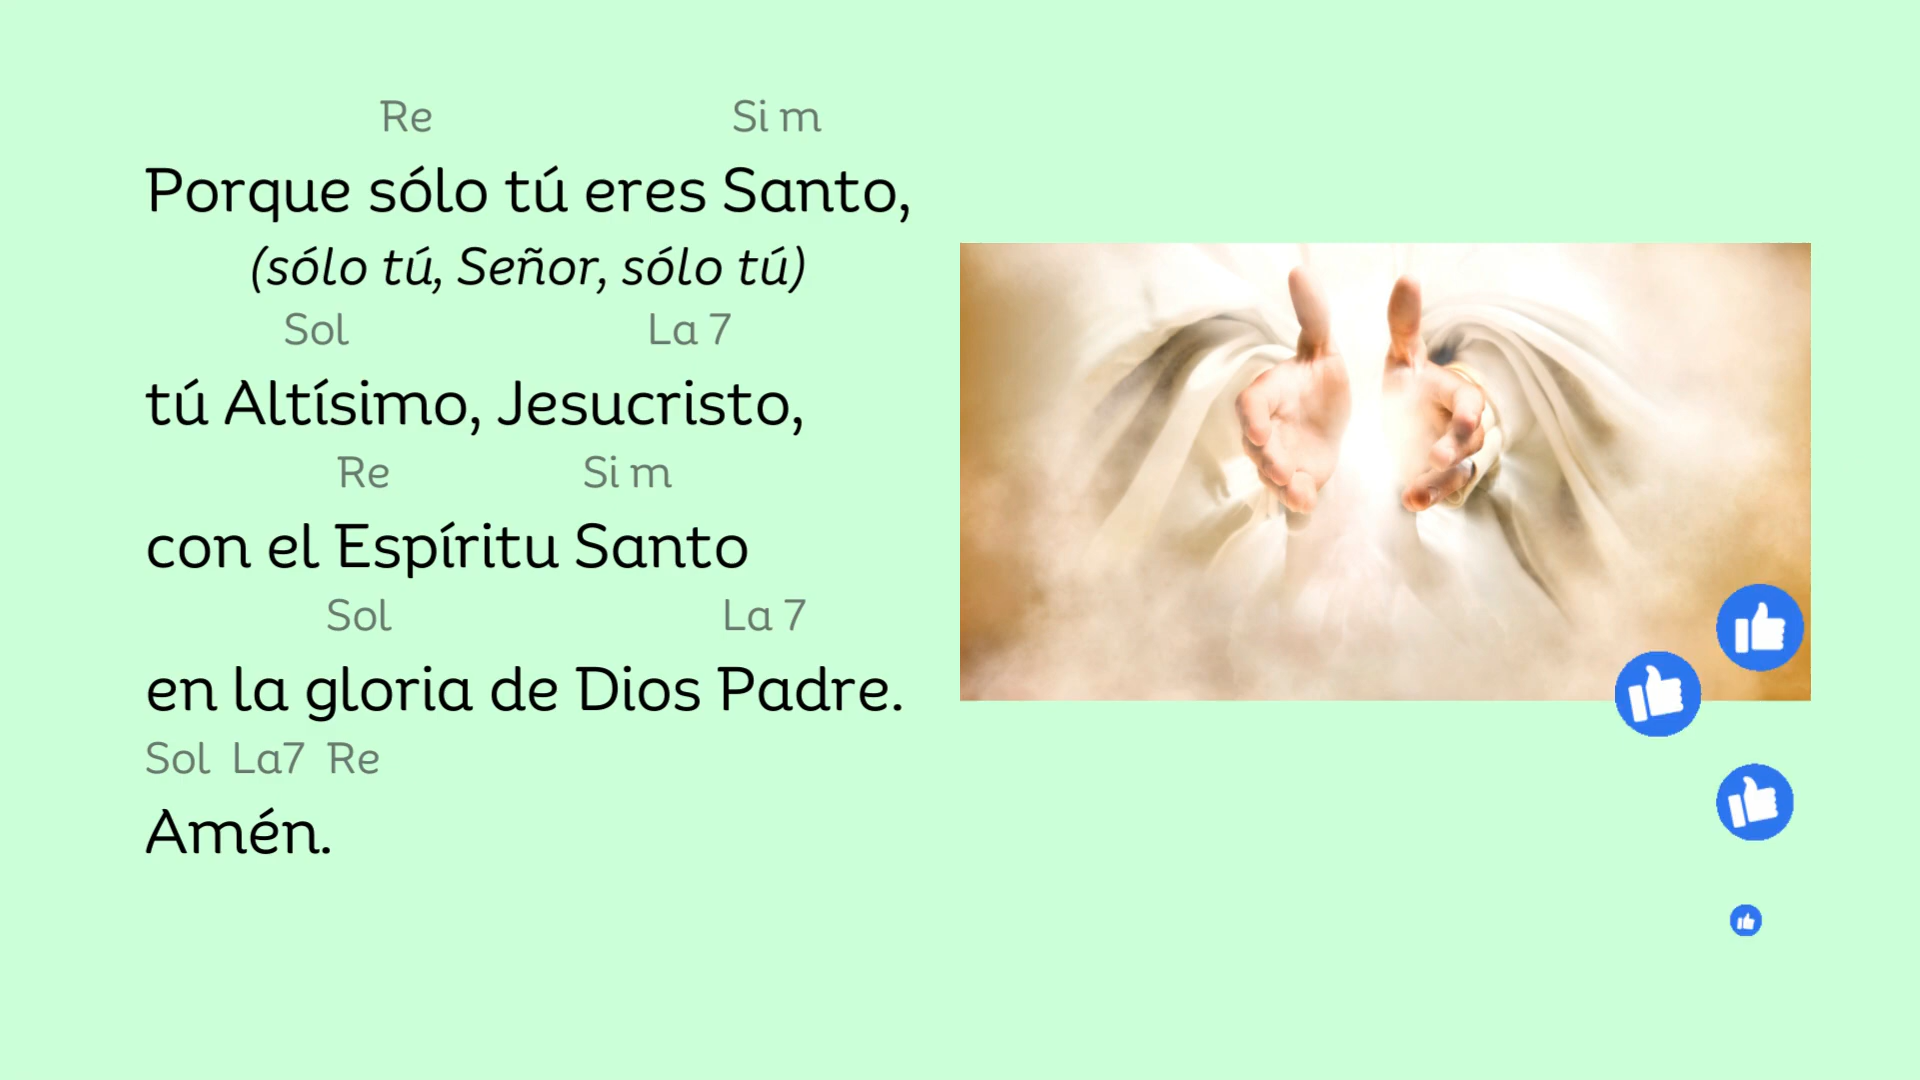 Re Si m
Porque sólo tú eres Santo,
(sólo tú, Señor, sólo tú)
Sol La 7
tú Altísimo, Jesucristo,
Re Si m
con el Espíritu Santo
Sol La 7
en la gloria de Dios Padre.
Sol La7 Re
Amén.